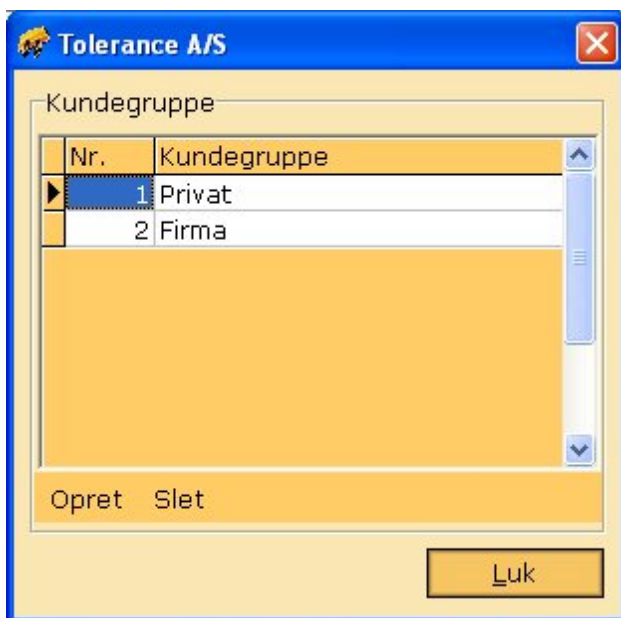 Tolerance A/S
Kundegruppe
Nr. Kundegruppe
1 Privat
2 Firma
Opret Slet
Luk